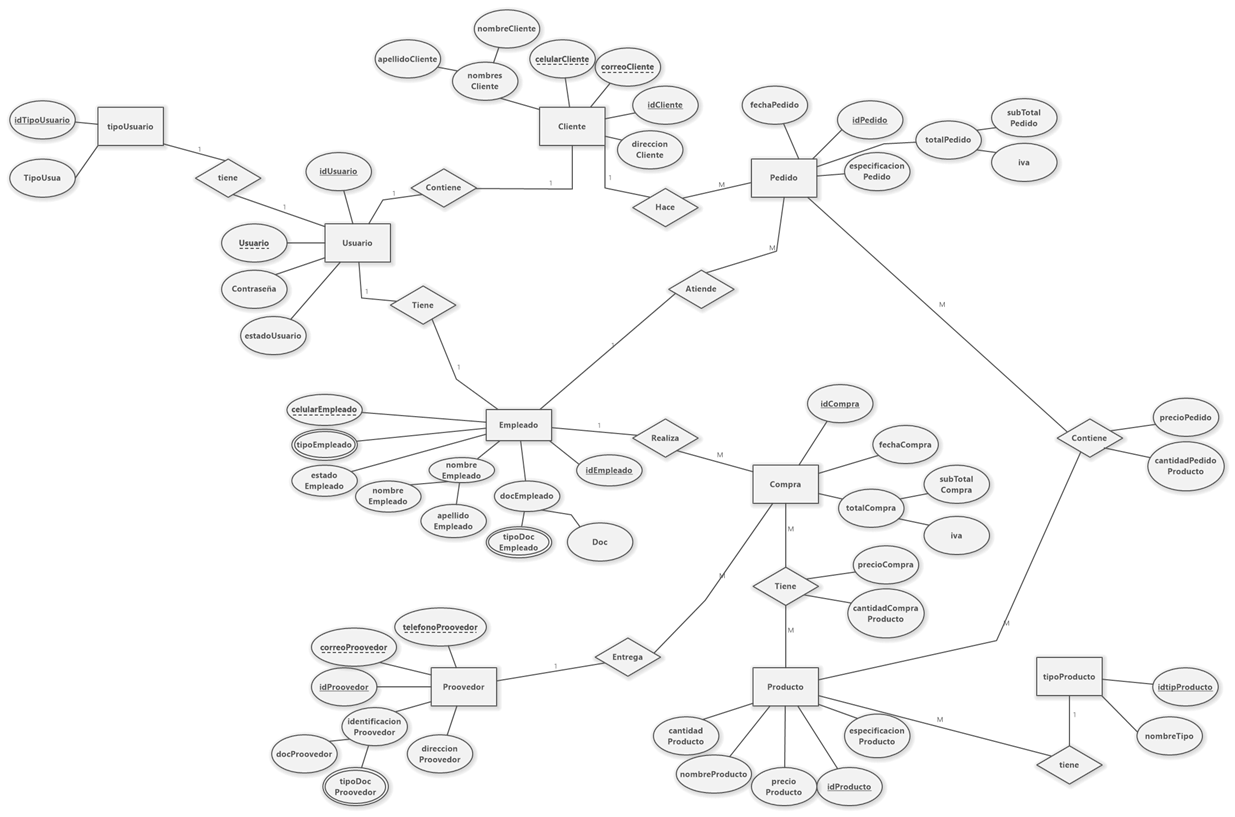 nombreCliente
apellidoCliente
celularCliente
correoCliente
nombres
Cliente
idCliente
Cliente
direccion
Cliente
idTipoUsuario
tipoUsuario
TipoUsua
1
tiene
1
idUsuario
Contiene
1
1
Usuario
Usuario
Contraseña
estadoUsuario
1
Tiene
1
1
Hace
M
fechaPedido
idPedido
subTotal
Pedido
totalPedido
iva
especificacion
Pedido
Pedido
M
Atiende
1
M
celularEmpleado
tipoEmpleado
estado
Empleado
Empleado
nombre
Empleado
nombre
Empleado
apellido
Empleado
docEmpleado
tipoDoc
Empleado
Doc
idEmpleado
1
Realiza
M
idCompra
fechaCompra
Compra
subTotal
Compra
totalCompra
iva
M
Tiene
precioCompra
cantidadCompra
Producto
M
precioPedido
Contiene
cantidadPedido
Producto
M
M
Entrega
1
telefonoProovedor
correoProovedor
idProovedor
Proovedor
identificacion
Proovedor
docProovedor
tipoDoc
Proovedor
direccion
Proovedor
Producto
cantidad
Producto
nombreProducto
precio
Producto
idProducto
especificacion
Producto
M
tipoProducto
idtipProducto
1
nombreTipo
tiene